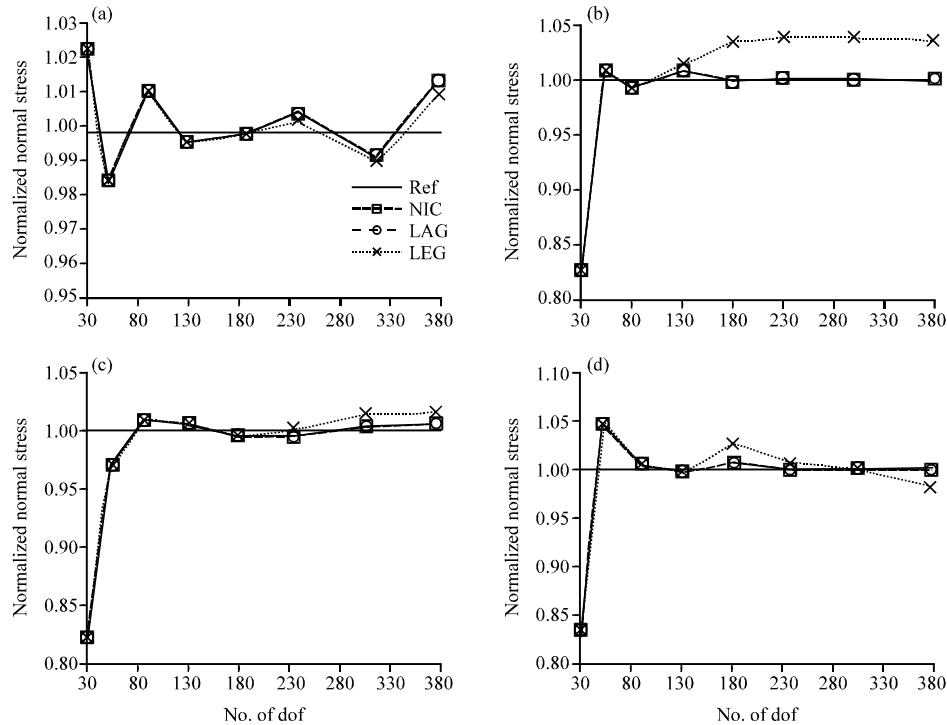 (a)
Normalized normal stress
1.03
1.02
1.01
1.00
0.99
0.98
0.97
0.96
0.95
30 80 130 180 230 280 330 380
Ref
NIC
LAG
LEG
(b)
Normalized normal stress
1.05
1.00
0.95
0.90
0.85
0.80
30 80 130 180 230 280 330 380
(c)
Normalized normal stress
1.05
1.00
0.95
0.90
0.85
0.80
30 80 130 180 230 280 330 380
No. of dof
(d)
Normalized normal stress
1.10
1.05
1.00
0.95
0.90
0.85
0.80
30 80 130 180 230 280 330 380
No. of dof